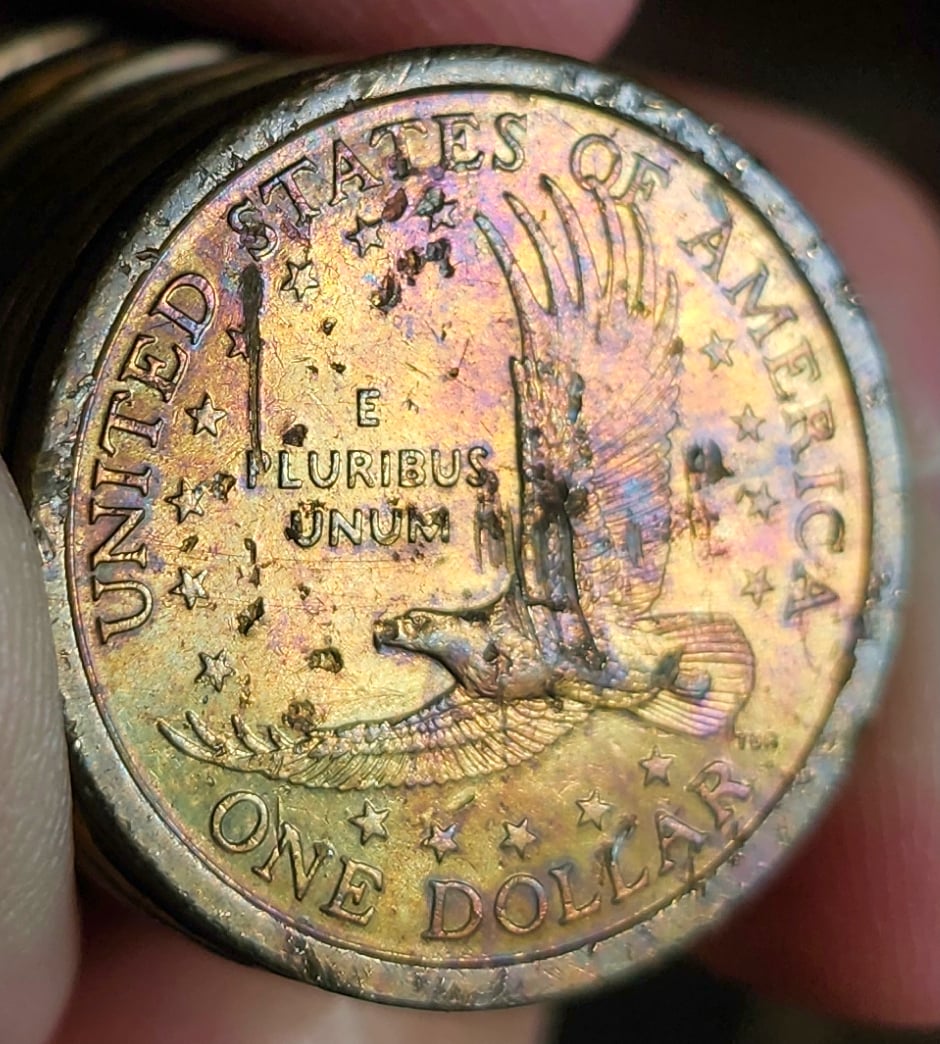 UNITED STATES OF AMERICA
E
PLURIBUS
UNUM
ONE DOLLAR